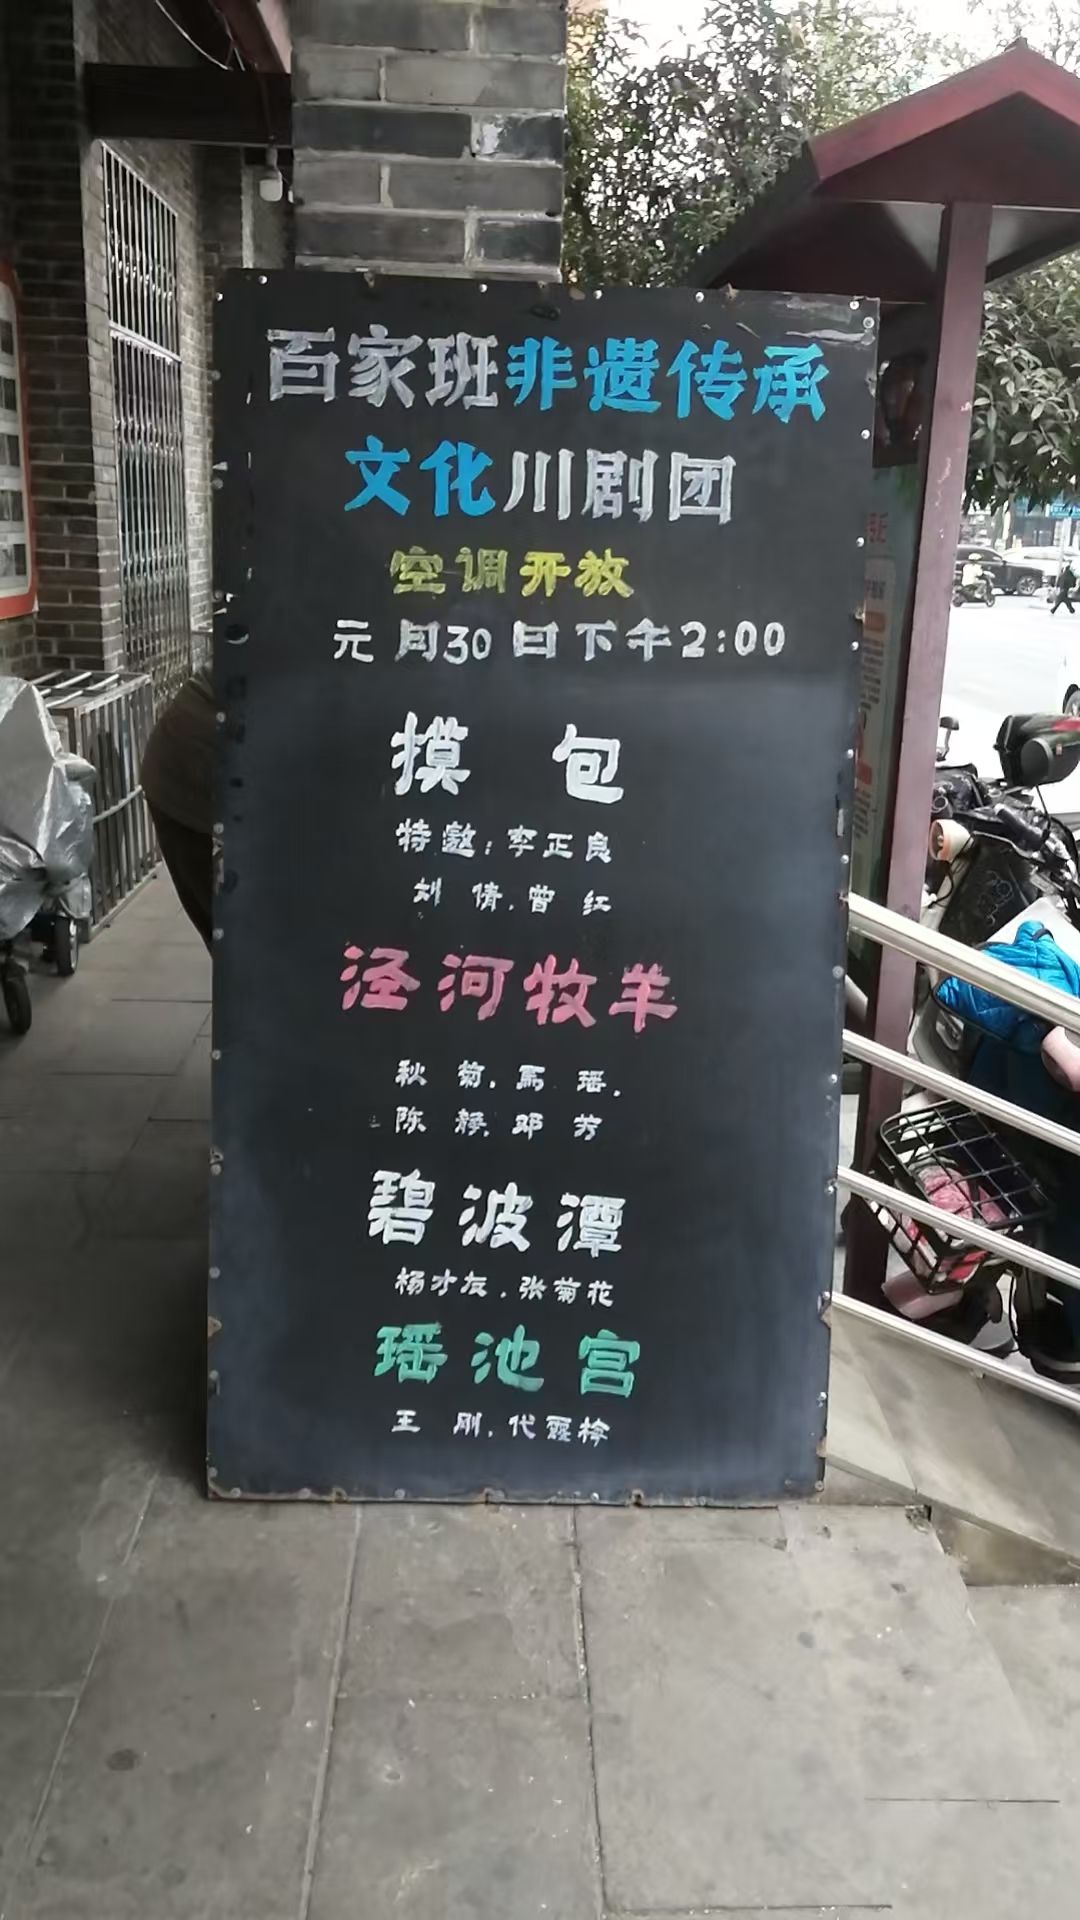 百家班非遗传承
文化川剧团
空调开放
元月30日下午2:00
摸 包
特邀：李正良
刘 倩.曾 红
泾河牧羊
秋 菊.馬 瑶.
陈 静.邓 芳
碧波潭
杨才友.张菊花
瑶池宫
王 刚.代霞梓